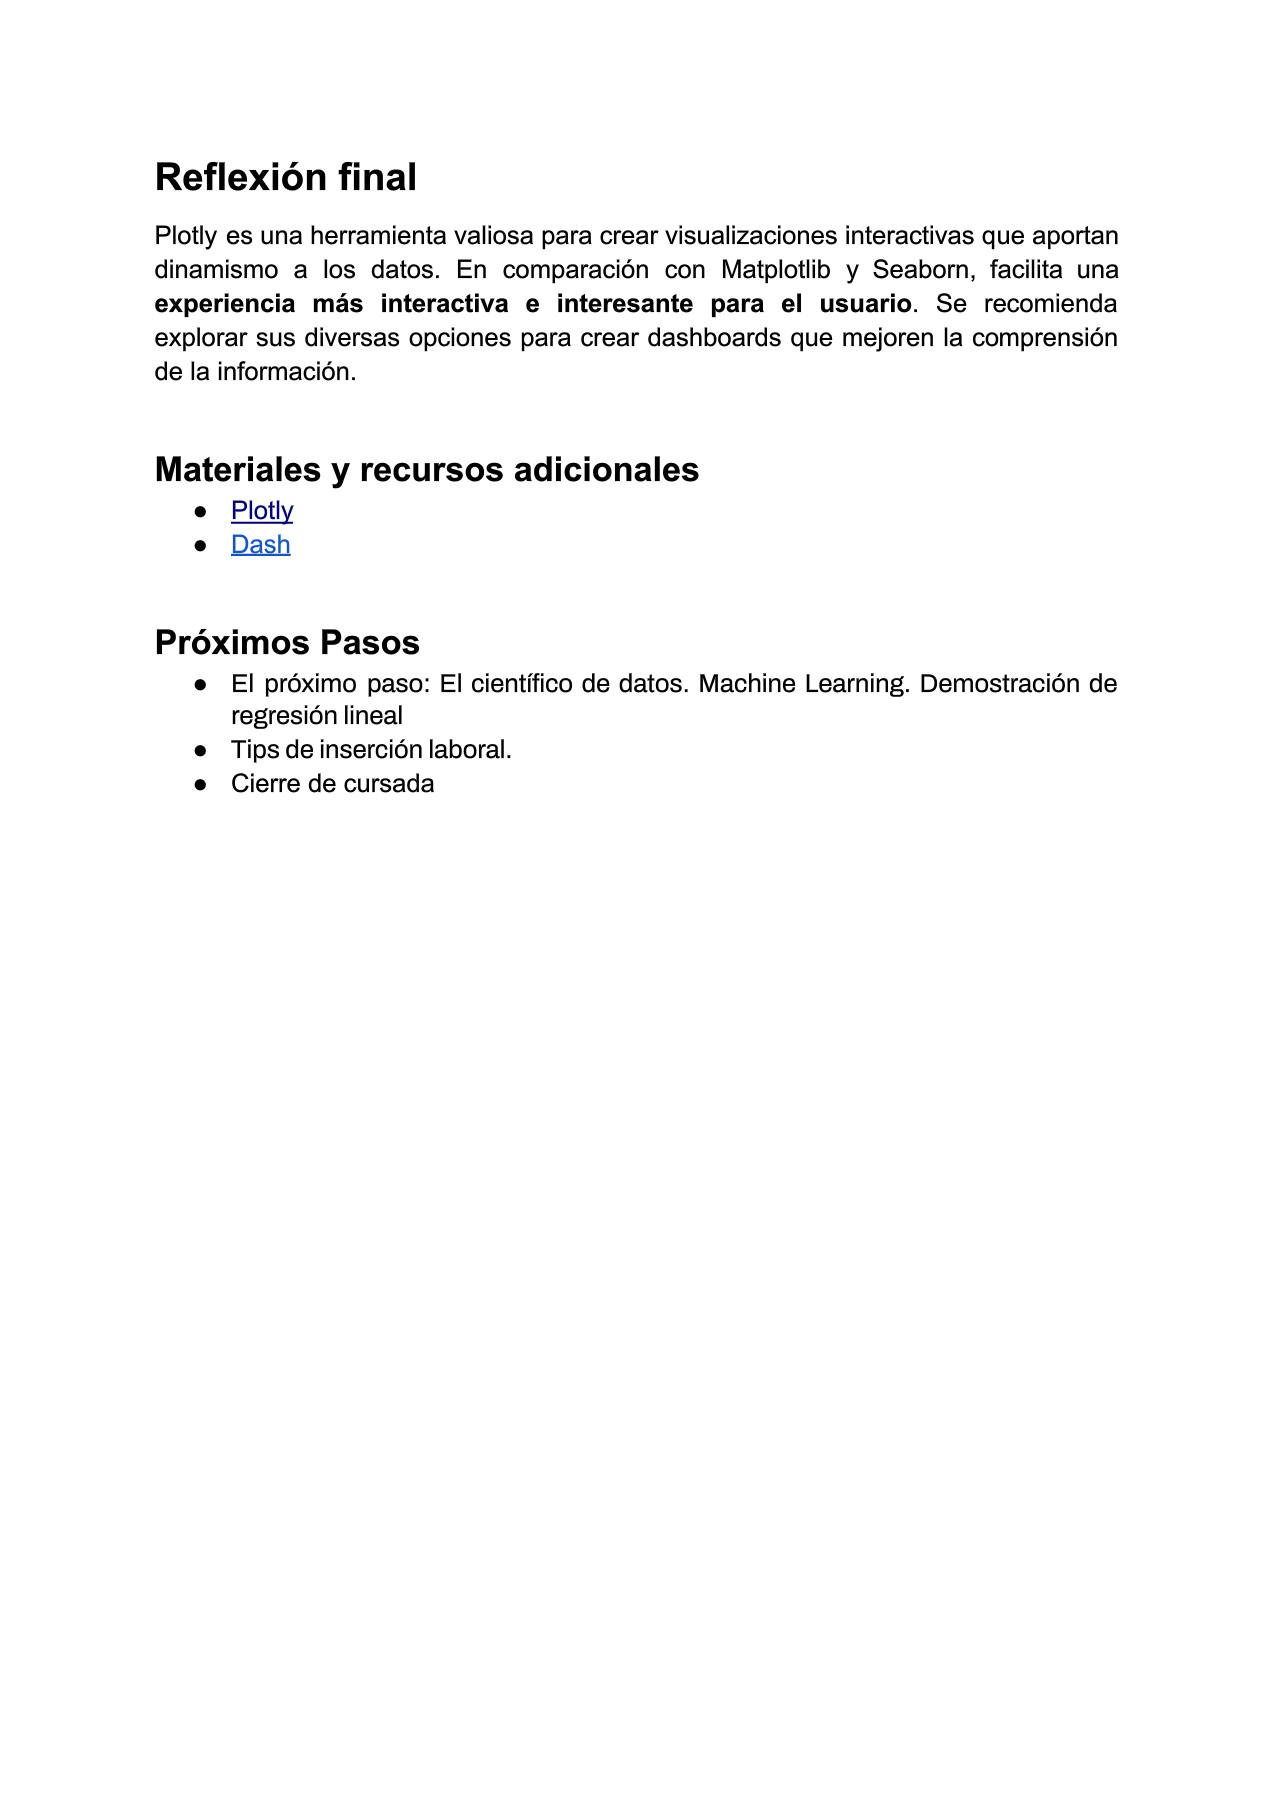 Reflexión final
Plotly es una herramienta valiosa para crear visualizaciones interactivas que aportan
dinamismo a los datos. En comparación con Matplotlib y Seaborn, facilita una
experiencia más interactiva e interesante para el usuario. Se recomienda
explorar sus diversas opciones para crear dashboards que mejoren la comprensión
de la información.
Materiales y recursos adicionales
● Plotly
● Dash
Próximos Pasos
● El próximo paso: El científico de datos. Machine Learning. Demostración de
regresión lineal
● Tips de inserción laboral.
● Cierre de cursada